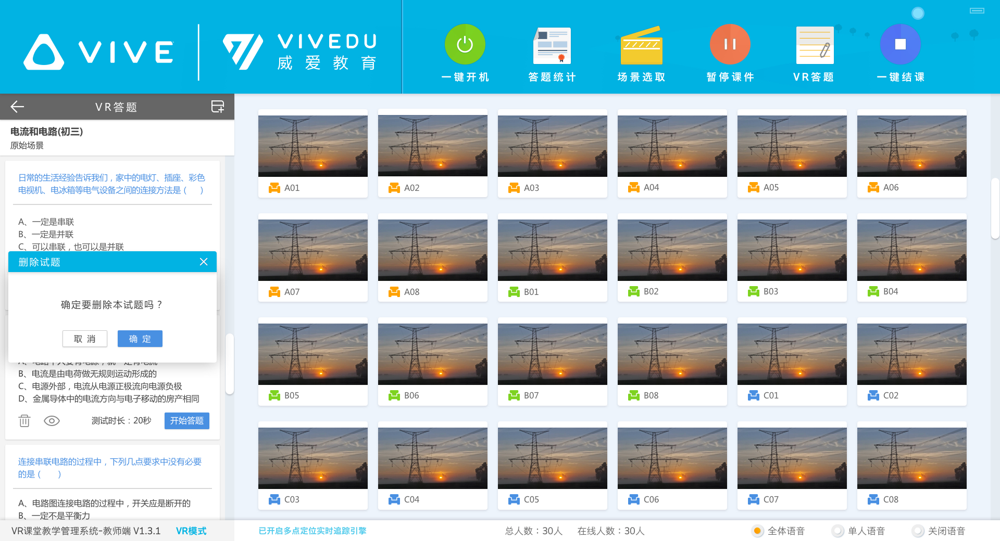 VIVE
VIVEDU
威爱教育
一键开机
答题统计
场景选取
暂停课件
VR答题
一键结课
VR答题
电流和电路(初三)
原始场景
日常的生活经验告诉我们，家中的电灯、插座、彩色
电视机、电冰箱等电气设备之间的连接方法是（　）
A、一定是串联
B、一定是并联
C、可以串联，也可以是并联
删除试题
确定要删除本试题吗？
取 消
确 定
B、电流是由电荷做无规则运动形成的
C、电源外部，电流从电源正极流向电源负极
D、金属导体中的电流方向与电子移动的房产相同
测试时长：20秒
开始答题
连接串联电路的过程中，下列几点要求中没有必要
的是（　）
A、电路图连接电路的过程中，开关应是断开的
B、一定不是平衡力
A01
A02
A03
A04
A05
A06
A07
A08
B01
B02
B03
B04
B05
B06
B07
B08
C01
C02
C03
C04
C05
C06
C07
C08
VR课堂教学管理系统-教师端 V1.3.1
VR模式
已开启多点定位实时追踪引擎
总人数：30人
在线人数：30人
全体语音
单人语音
关闭语音